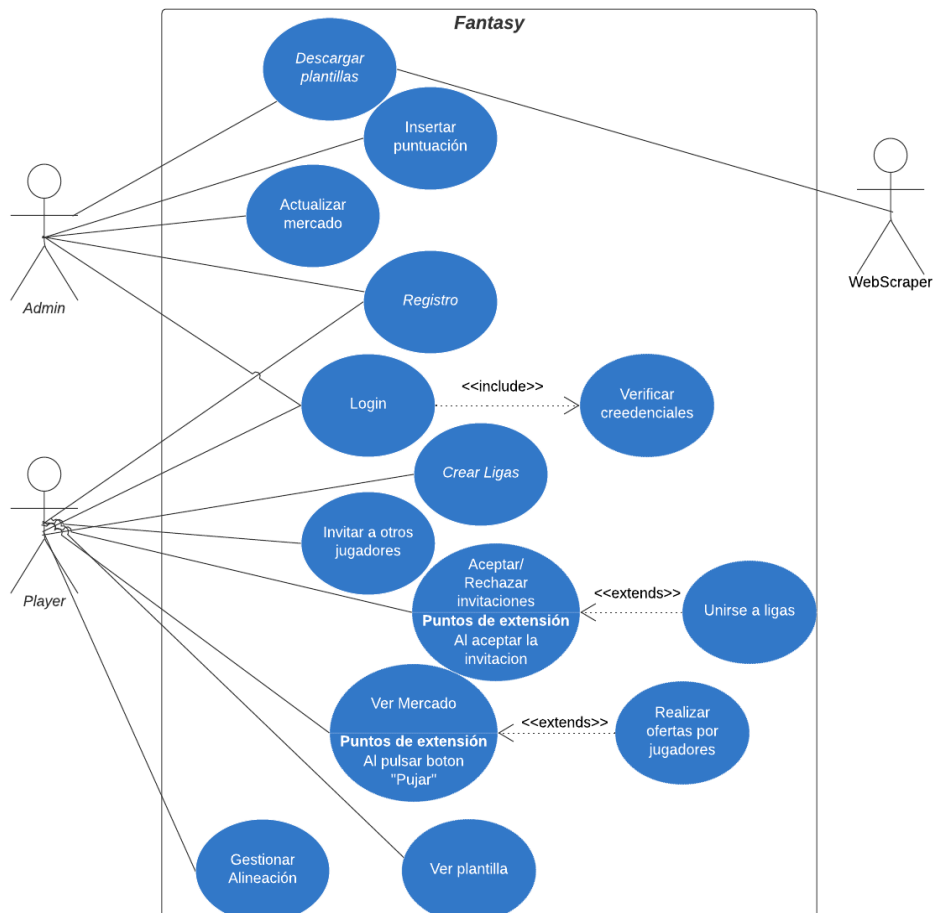 Fantasy
Descargar
plantillas
Insertar
puntuación
Actualizar
mercado
Admin
WebScraper
Registro
Login
<<include>>
Verificar
creedenciales
Crear Ligas
Invitar a otros
jugadores
Player
Aceptar/
Rechazar
invitaciones
Puntos de extensión
Al aceptar la
invitacion
<<extends>>
Unirse a ligas
Ver Mercado
Puntos de extensión
Al pulsar boton
"Pujar"
<<extends>>
Realizar
ofertas por
jugadores
Gestionar
Alineación
Ver plantilla